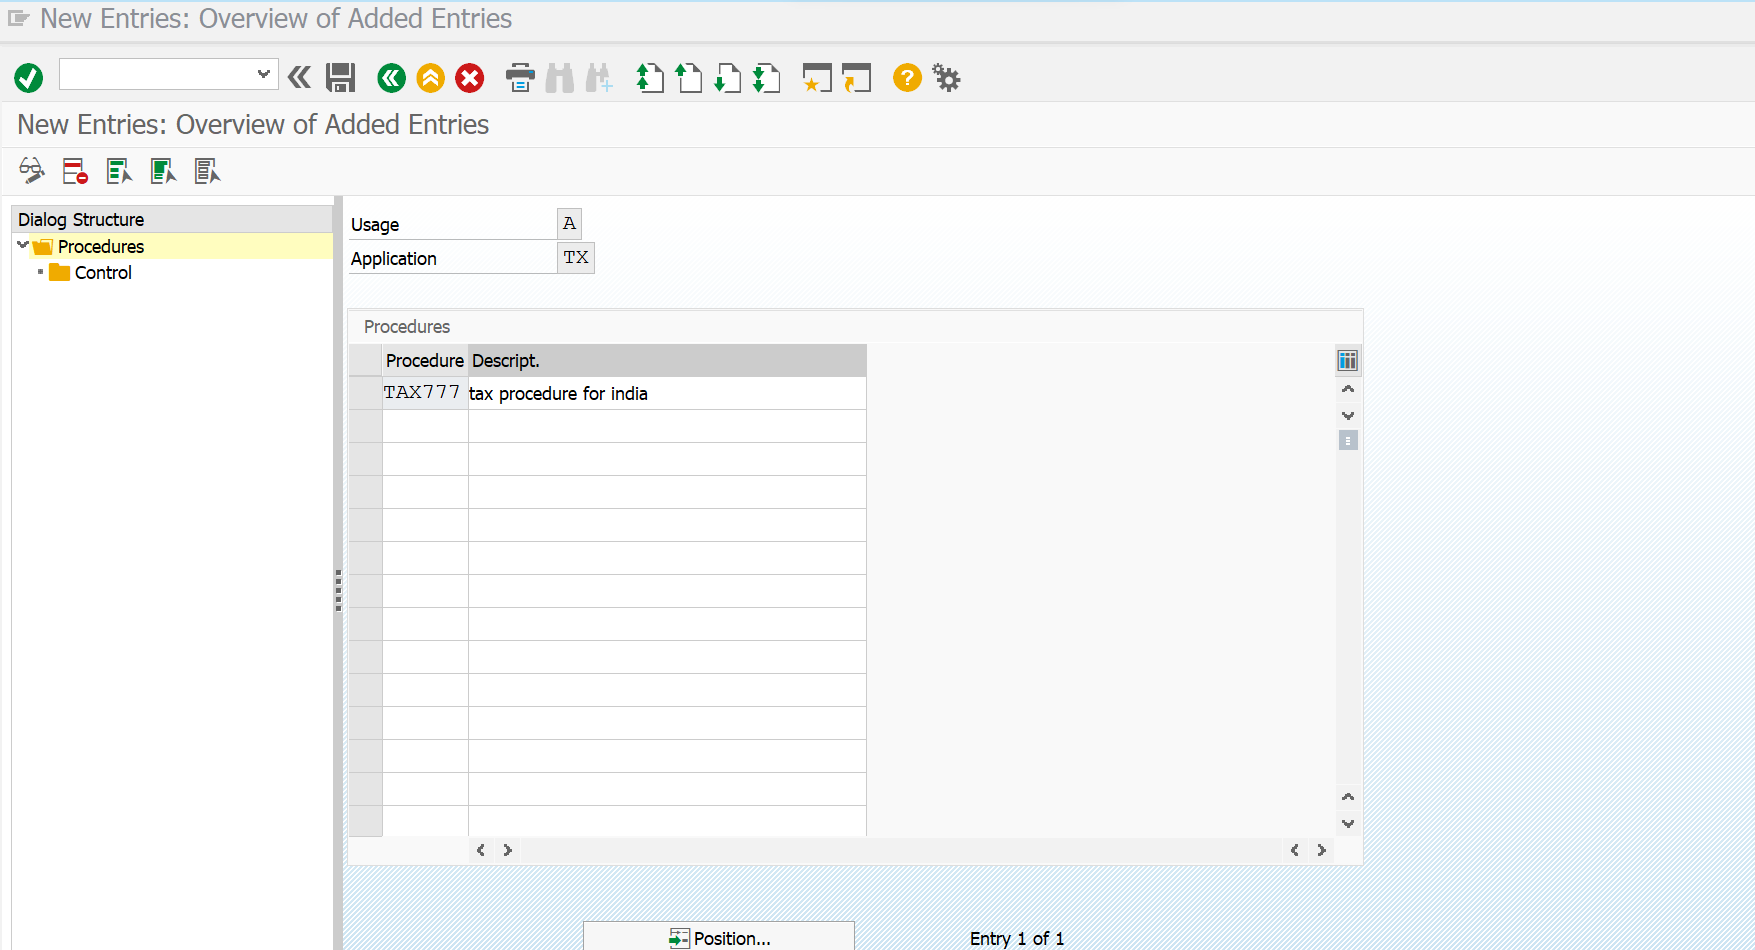 New Entries: Overview of Added Entries
New Entries: Overview of Added Entries
Dialog Structure
Procedures
Control
Usage A
Application TX
Procedures
Procedure Descript.
TAX777 tax procedure for india
Position...
Entry 1 of 1